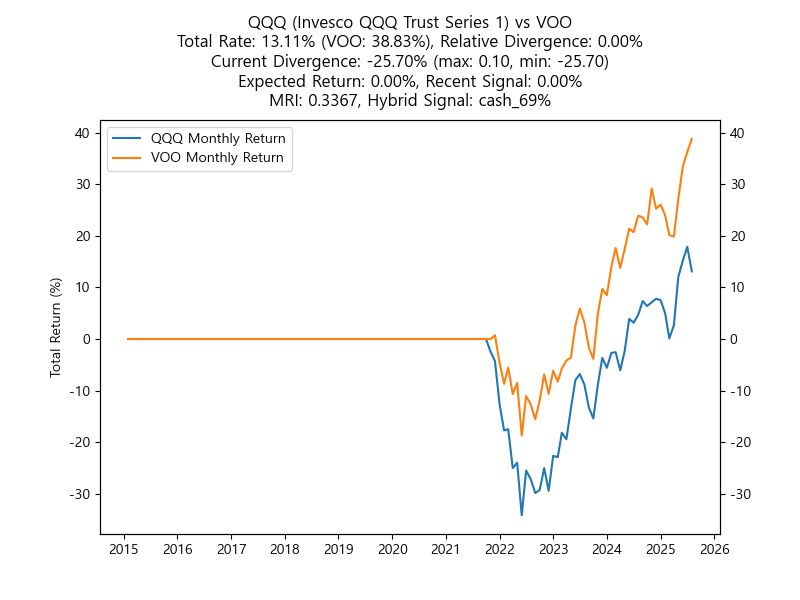 QQQ (Invesco QQQ Trust Series 1) vs VOO
Total Rate: 13.11% (VOO: 38.83%), Relative Divergence: 0.00%
Current Divergence: -25.70% (max: 0.10, min: -25.70)
Expected Return: 0.00%, Recent Signal: 0.00%
MRI: 0.3367, Hybrid Signal: cash_69%
QQQ Monthly Return
VOO Monthly Return
Total Return (%)
40
30
20
10
0
-10
-20
-30
40
30
20
10
0
-10
-20
-30
2015 2016 2017 2018 2019 2020 2021 2022 2023 2024 2025 2026